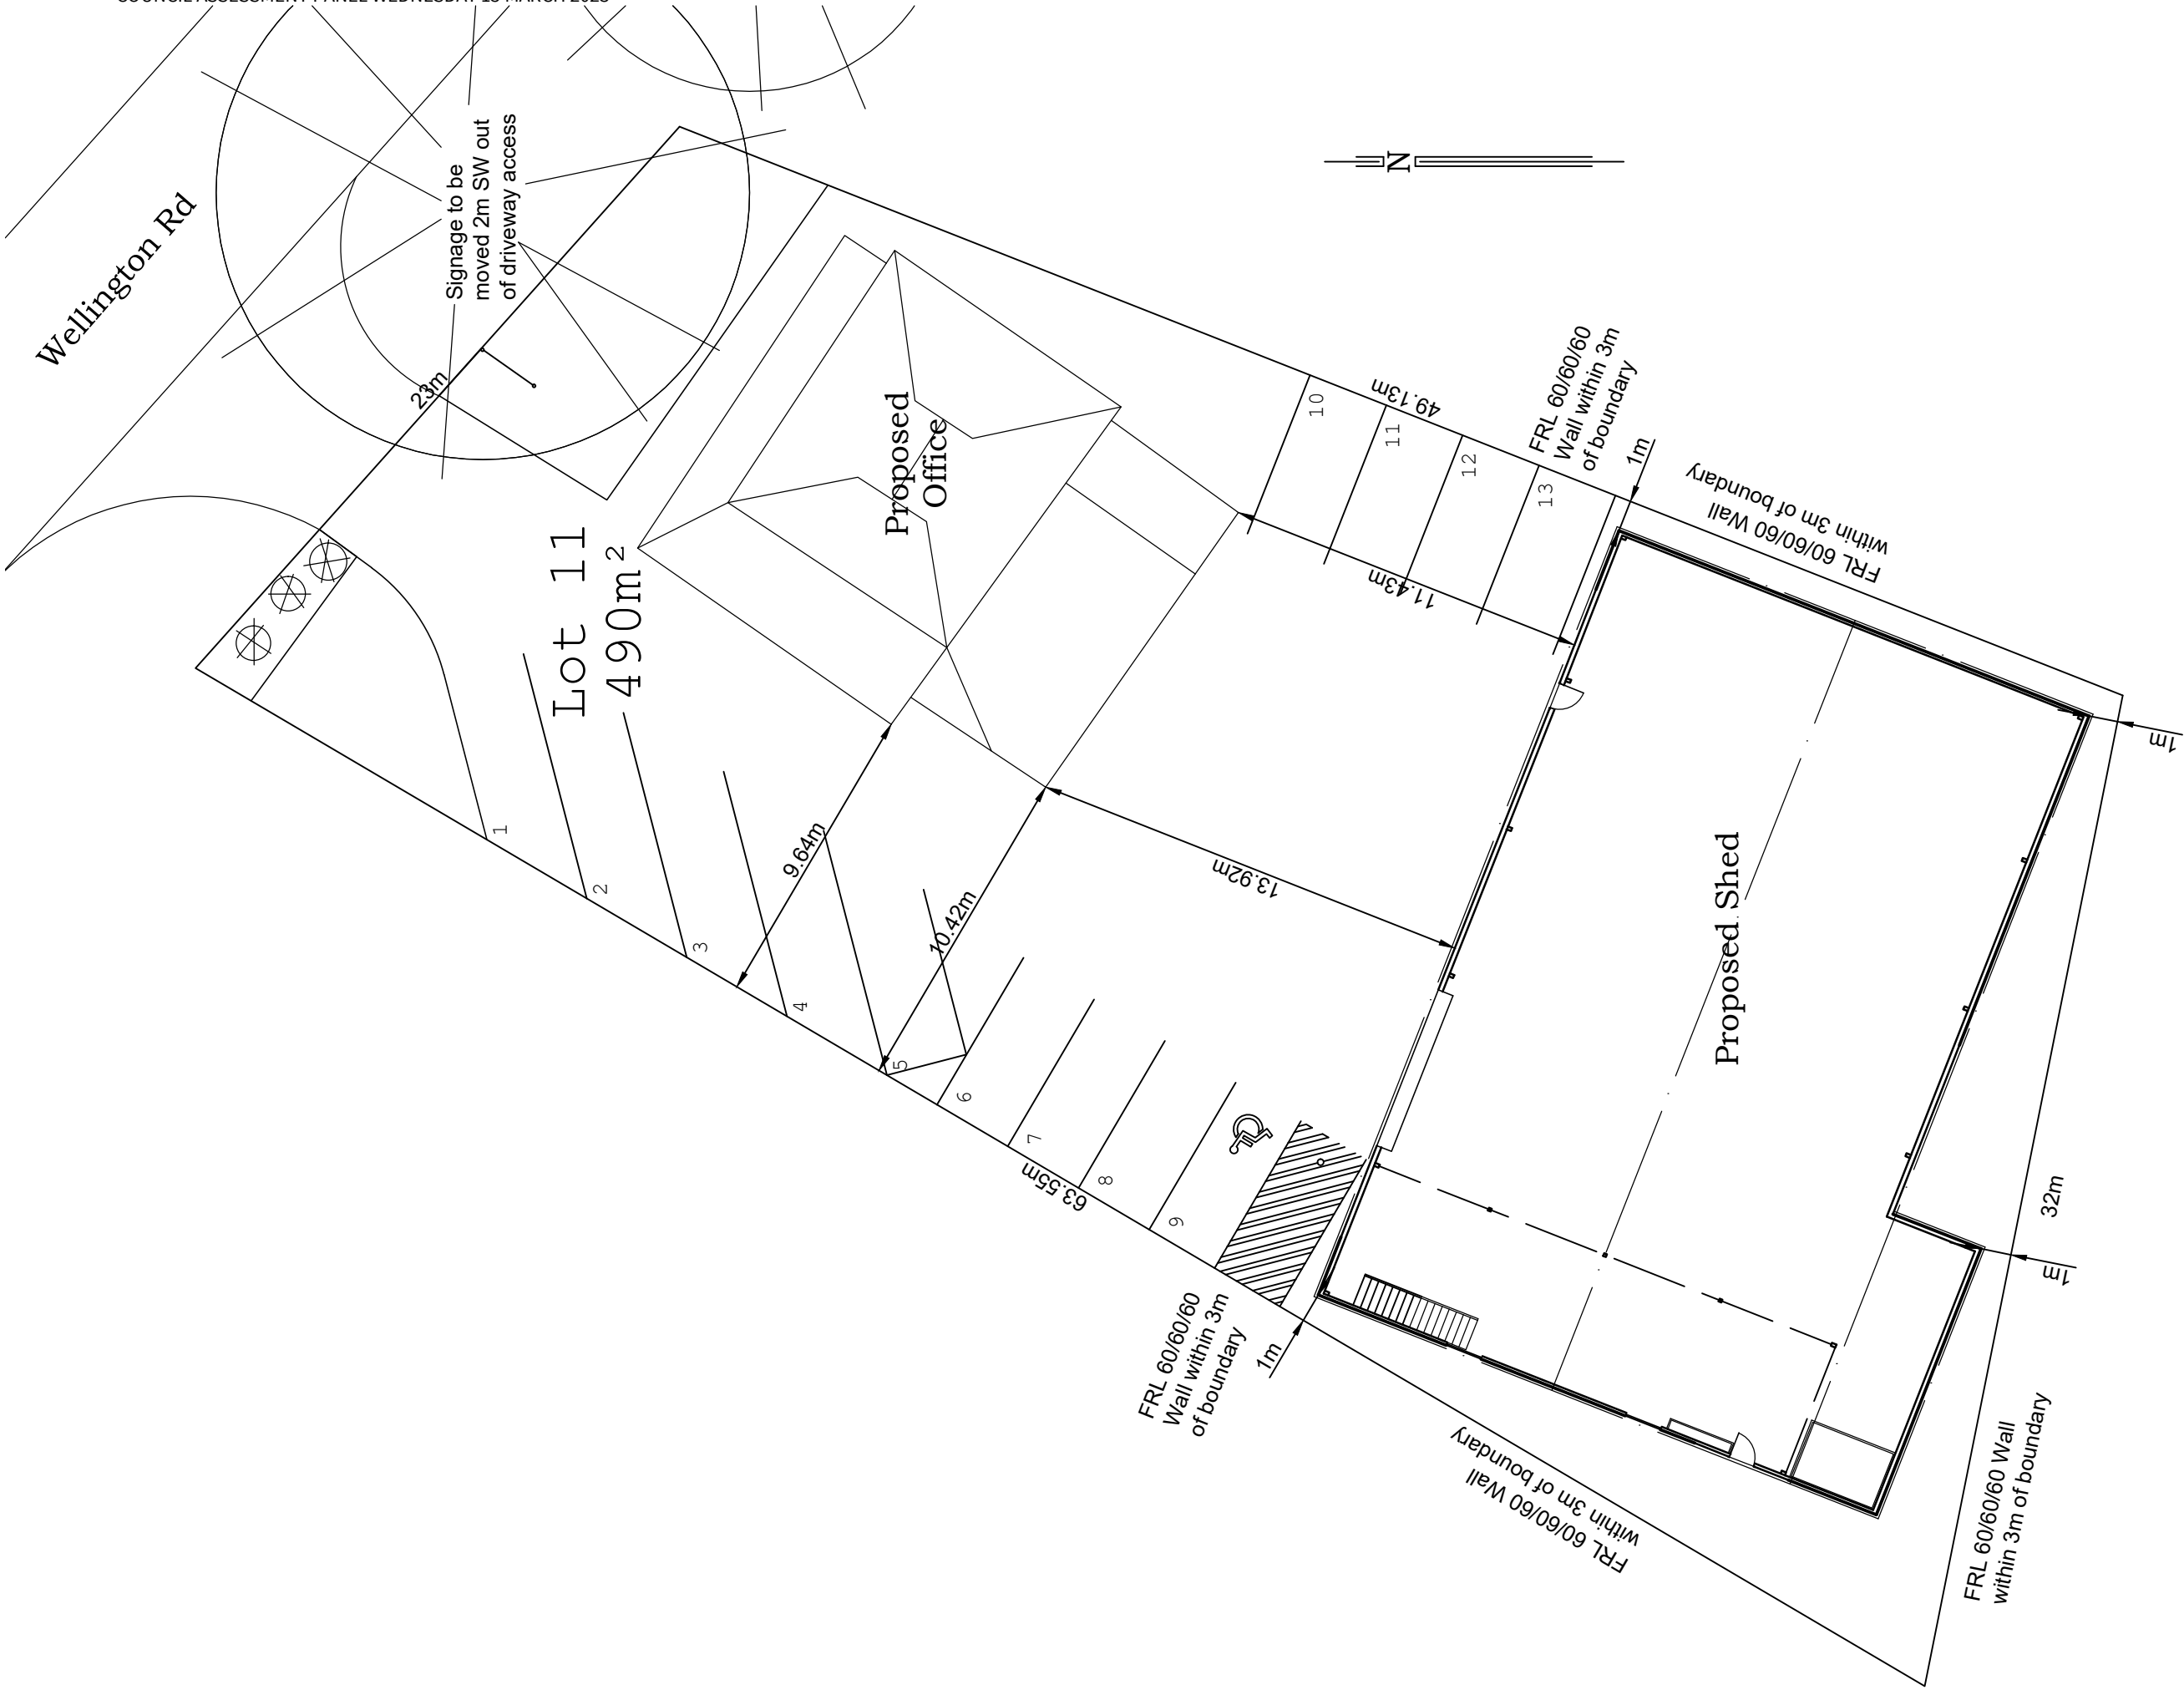 Wellington Rd
Signage to be
moved 2m SW out
of driveway access
23m
Lot 11
490m²
Proposed
Office
10
11
12
13
49.13m
FRL 60/60/60
Wall within 3m
of boundary
1m
FRL 60/60/60 Wall
within 3m of boundary
11.43m
1
2
3
4
5
6
7
8
9
9.64m
10.42m
13.92m
63.55m
N
Proposed Shed
1m
32m
1m
FRL 60/60/60
Wall within 3m
of boundary
1m
FRL 60/60/60 Wall
within 3m of boundary
FRL 60/60/60 Wall
within 3m of boundary